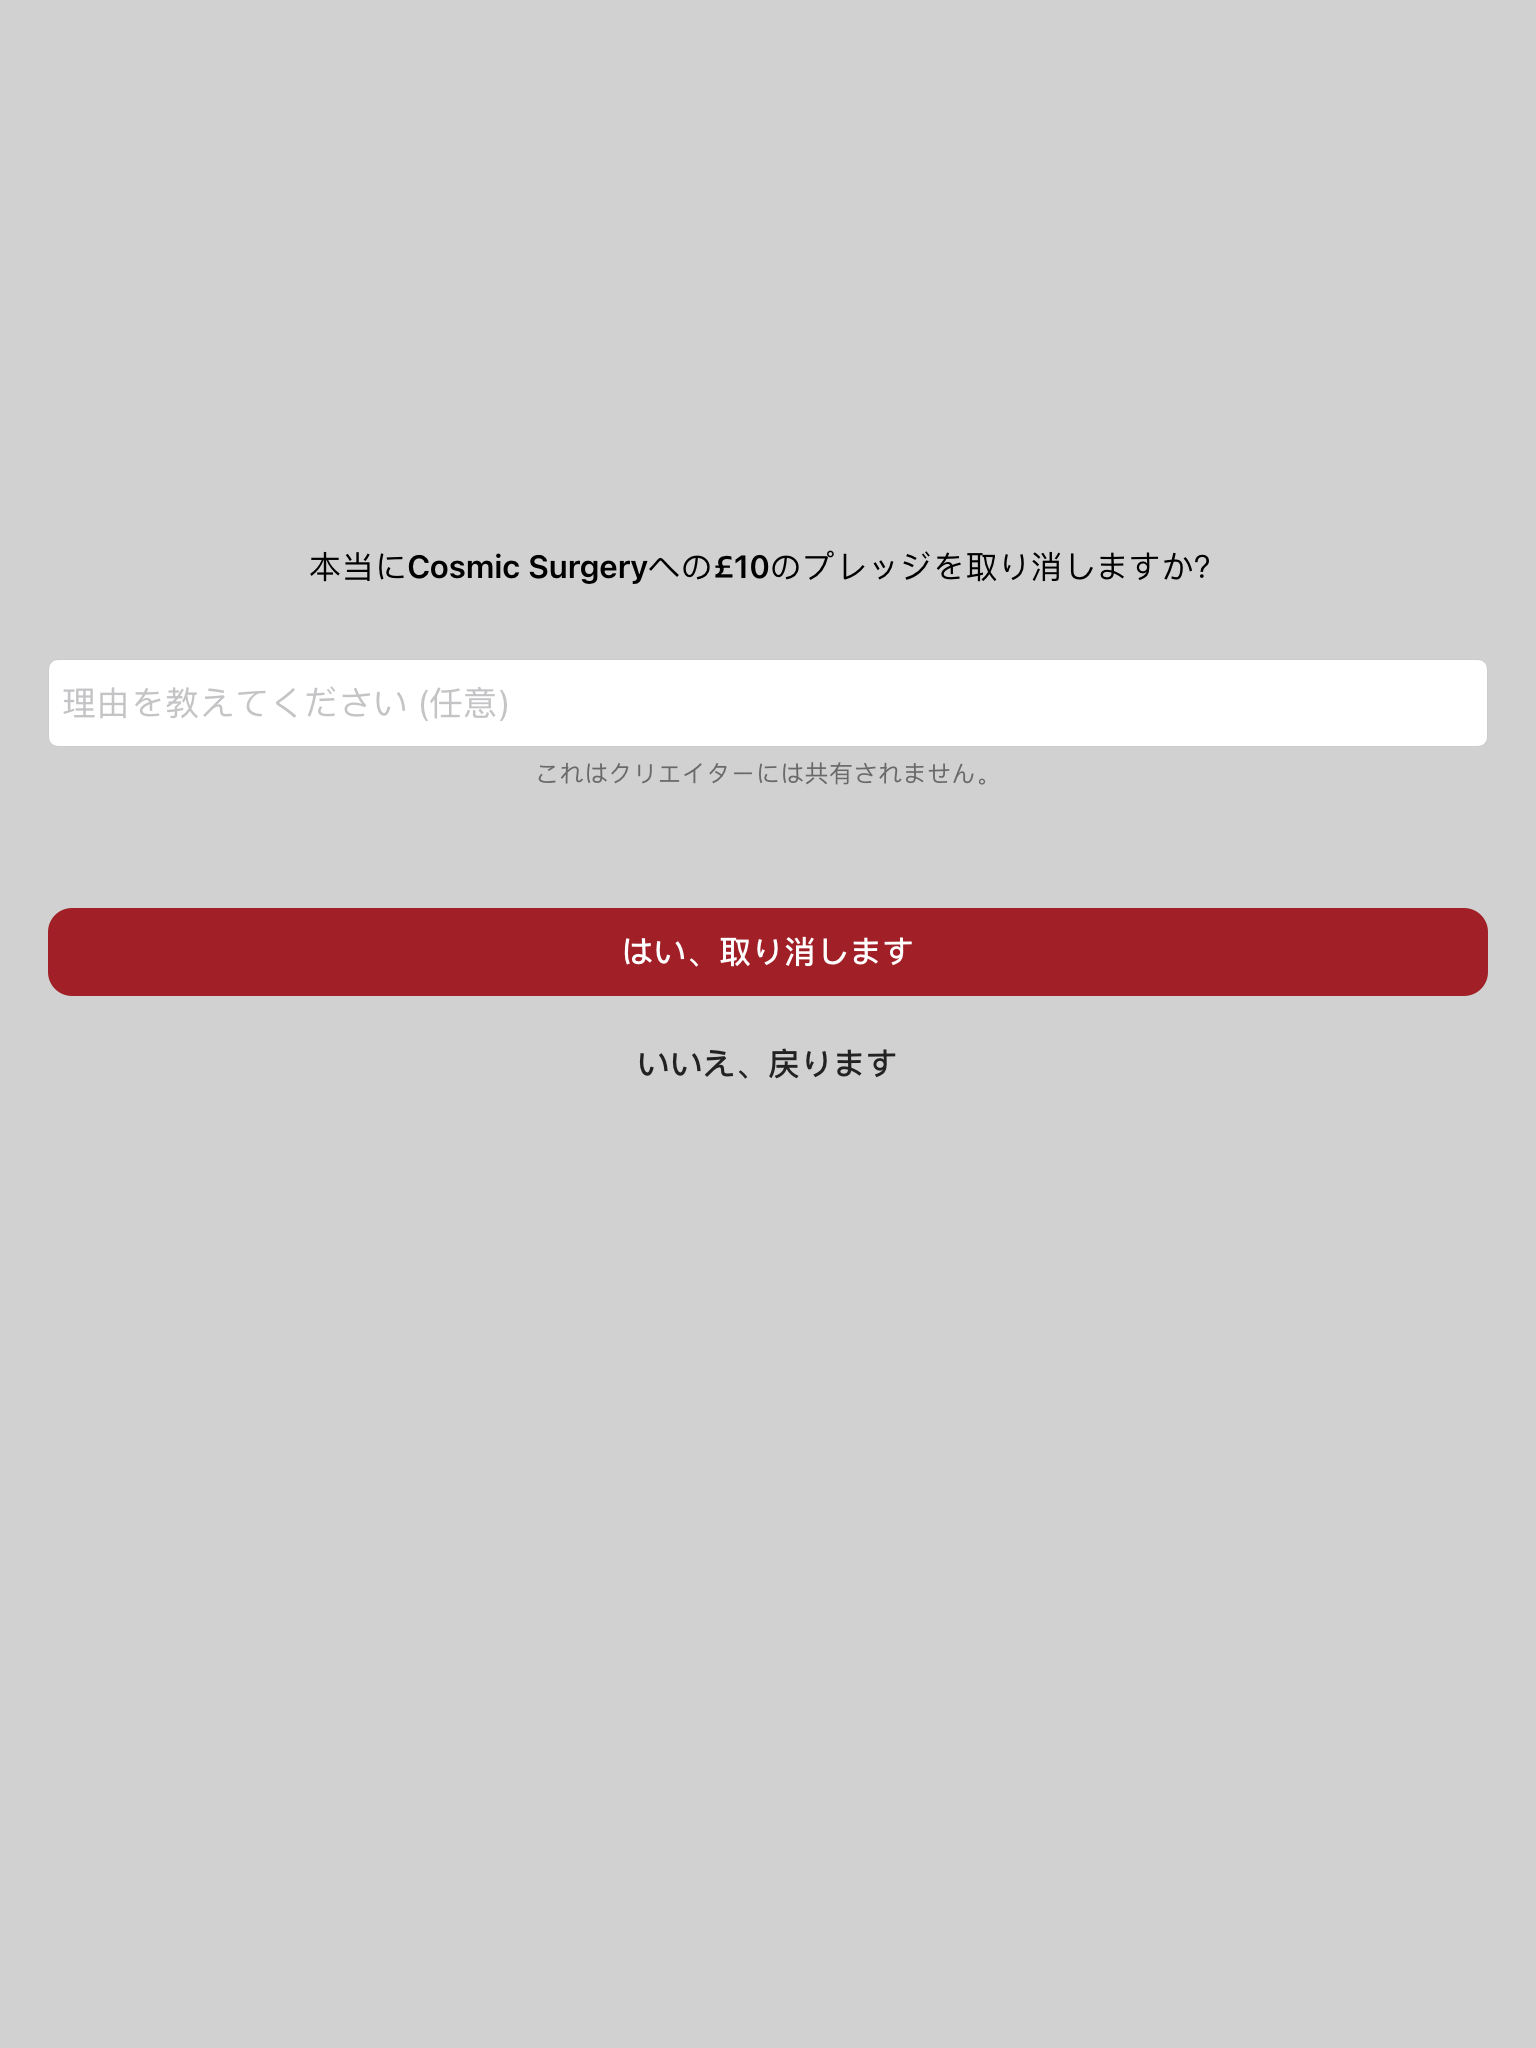 本当にCosmic Surgeryへの£10のプレッジを取り消しますか?
理由を教えてください (任意)
これはクリエイターには共有されません。
はい、取り消します
いいえ、戻ります